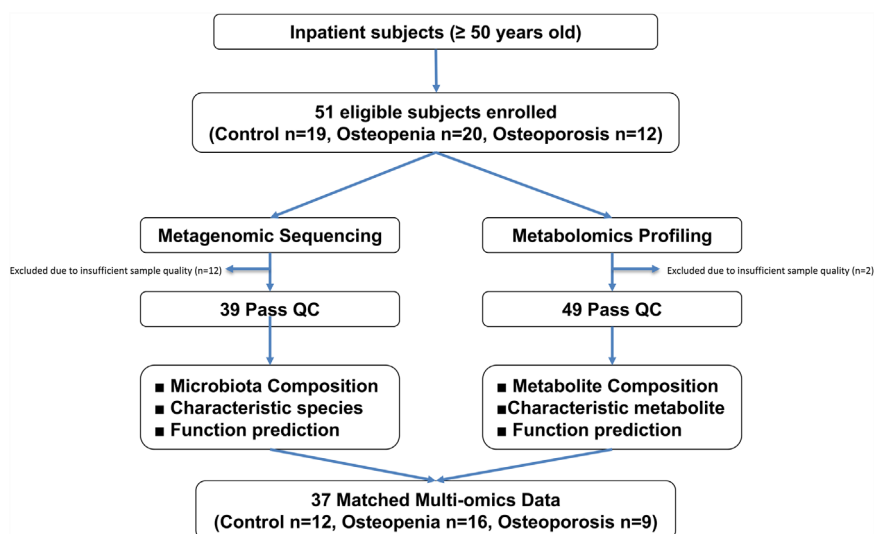 Inpatient subjects (≥ 50 years old)
51 eligible subjects enrolled
(Control n=19, Osteopenia n=20, Osteoporosis n=12)
Metagenomic Sequencing
Metabolomics Profiling
Excluded due to insufficient sample quality (n=12)
Excluded due to insufficient sample quality (n=2)
39 Pass QC
49 Pass QC
■ Microbiota Composition
■ Characteristic species
■ Function prediction
■ Metabolite Composition
■Characteristic metabolite
■ Function prediction
37 Matched Multi-omics Data
(Control n=12, Osteopenia n=16, Osteoporosis n=9)